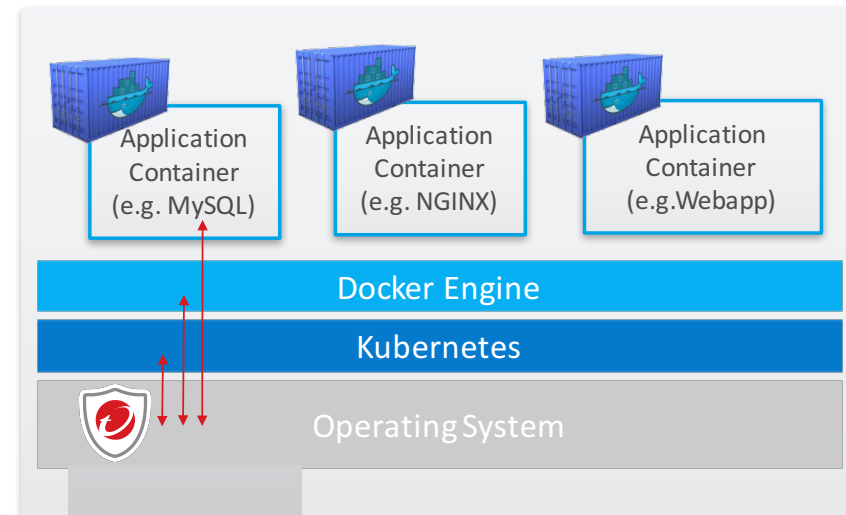 Application
Container
(e.g. MySQL)
Application
Container
(e.g. NGINX)
Application
Container
(e.g.Webapp)
Docker Engine
Kubernetes
Operating System